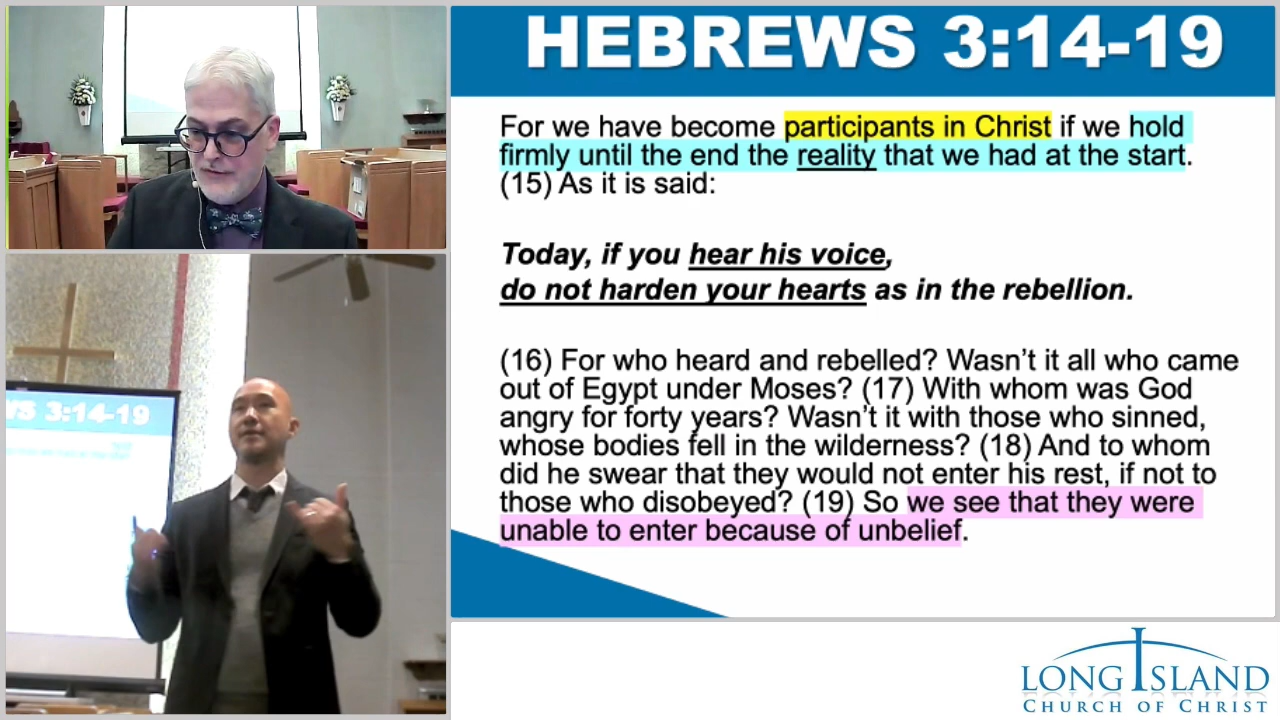 HEBREWS 3:14-19
For we have become participants in Christ if we hold
firmly until the end the reality that we had at the start.
(15) As it is said:
Today, if you hear his voice,
do not harden your hearts as in the rebellion.
(16) For who heard and rebelled? Wasn’t it all who came
out of Egypt under Moses? (17) With whom was God
angry for forty years? Wasn’t it with those who sinned,
whose bodies fell in the wilderness? (18) And to whom
did he swear that they would not enter his rest, if not to
those who disobeyed? (19) So we see that they were
unable to enter because of unbelief.
3:14-19
LONG ISLAND
CHURCH OF CHRIST